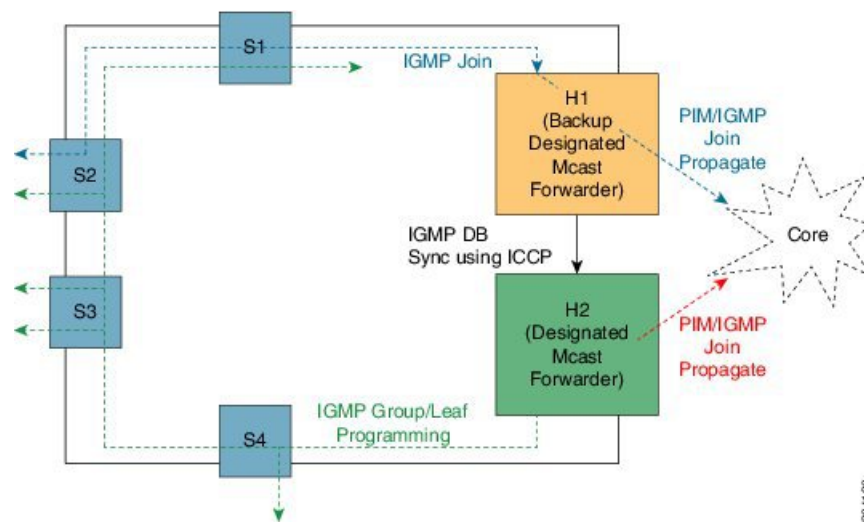 S1
IGMP Join
H1
(Backup
Designated
Mcast
Forwarder)
PIM/IGMP
Join
Propagate
S2
Core
IGMP DB
Sync using ICCP
S3
H2
(Designated
Mcast
Forwarder)
PIM/IGMP
Join
Propagate
IGMP Group/Leaf
Programming
S4